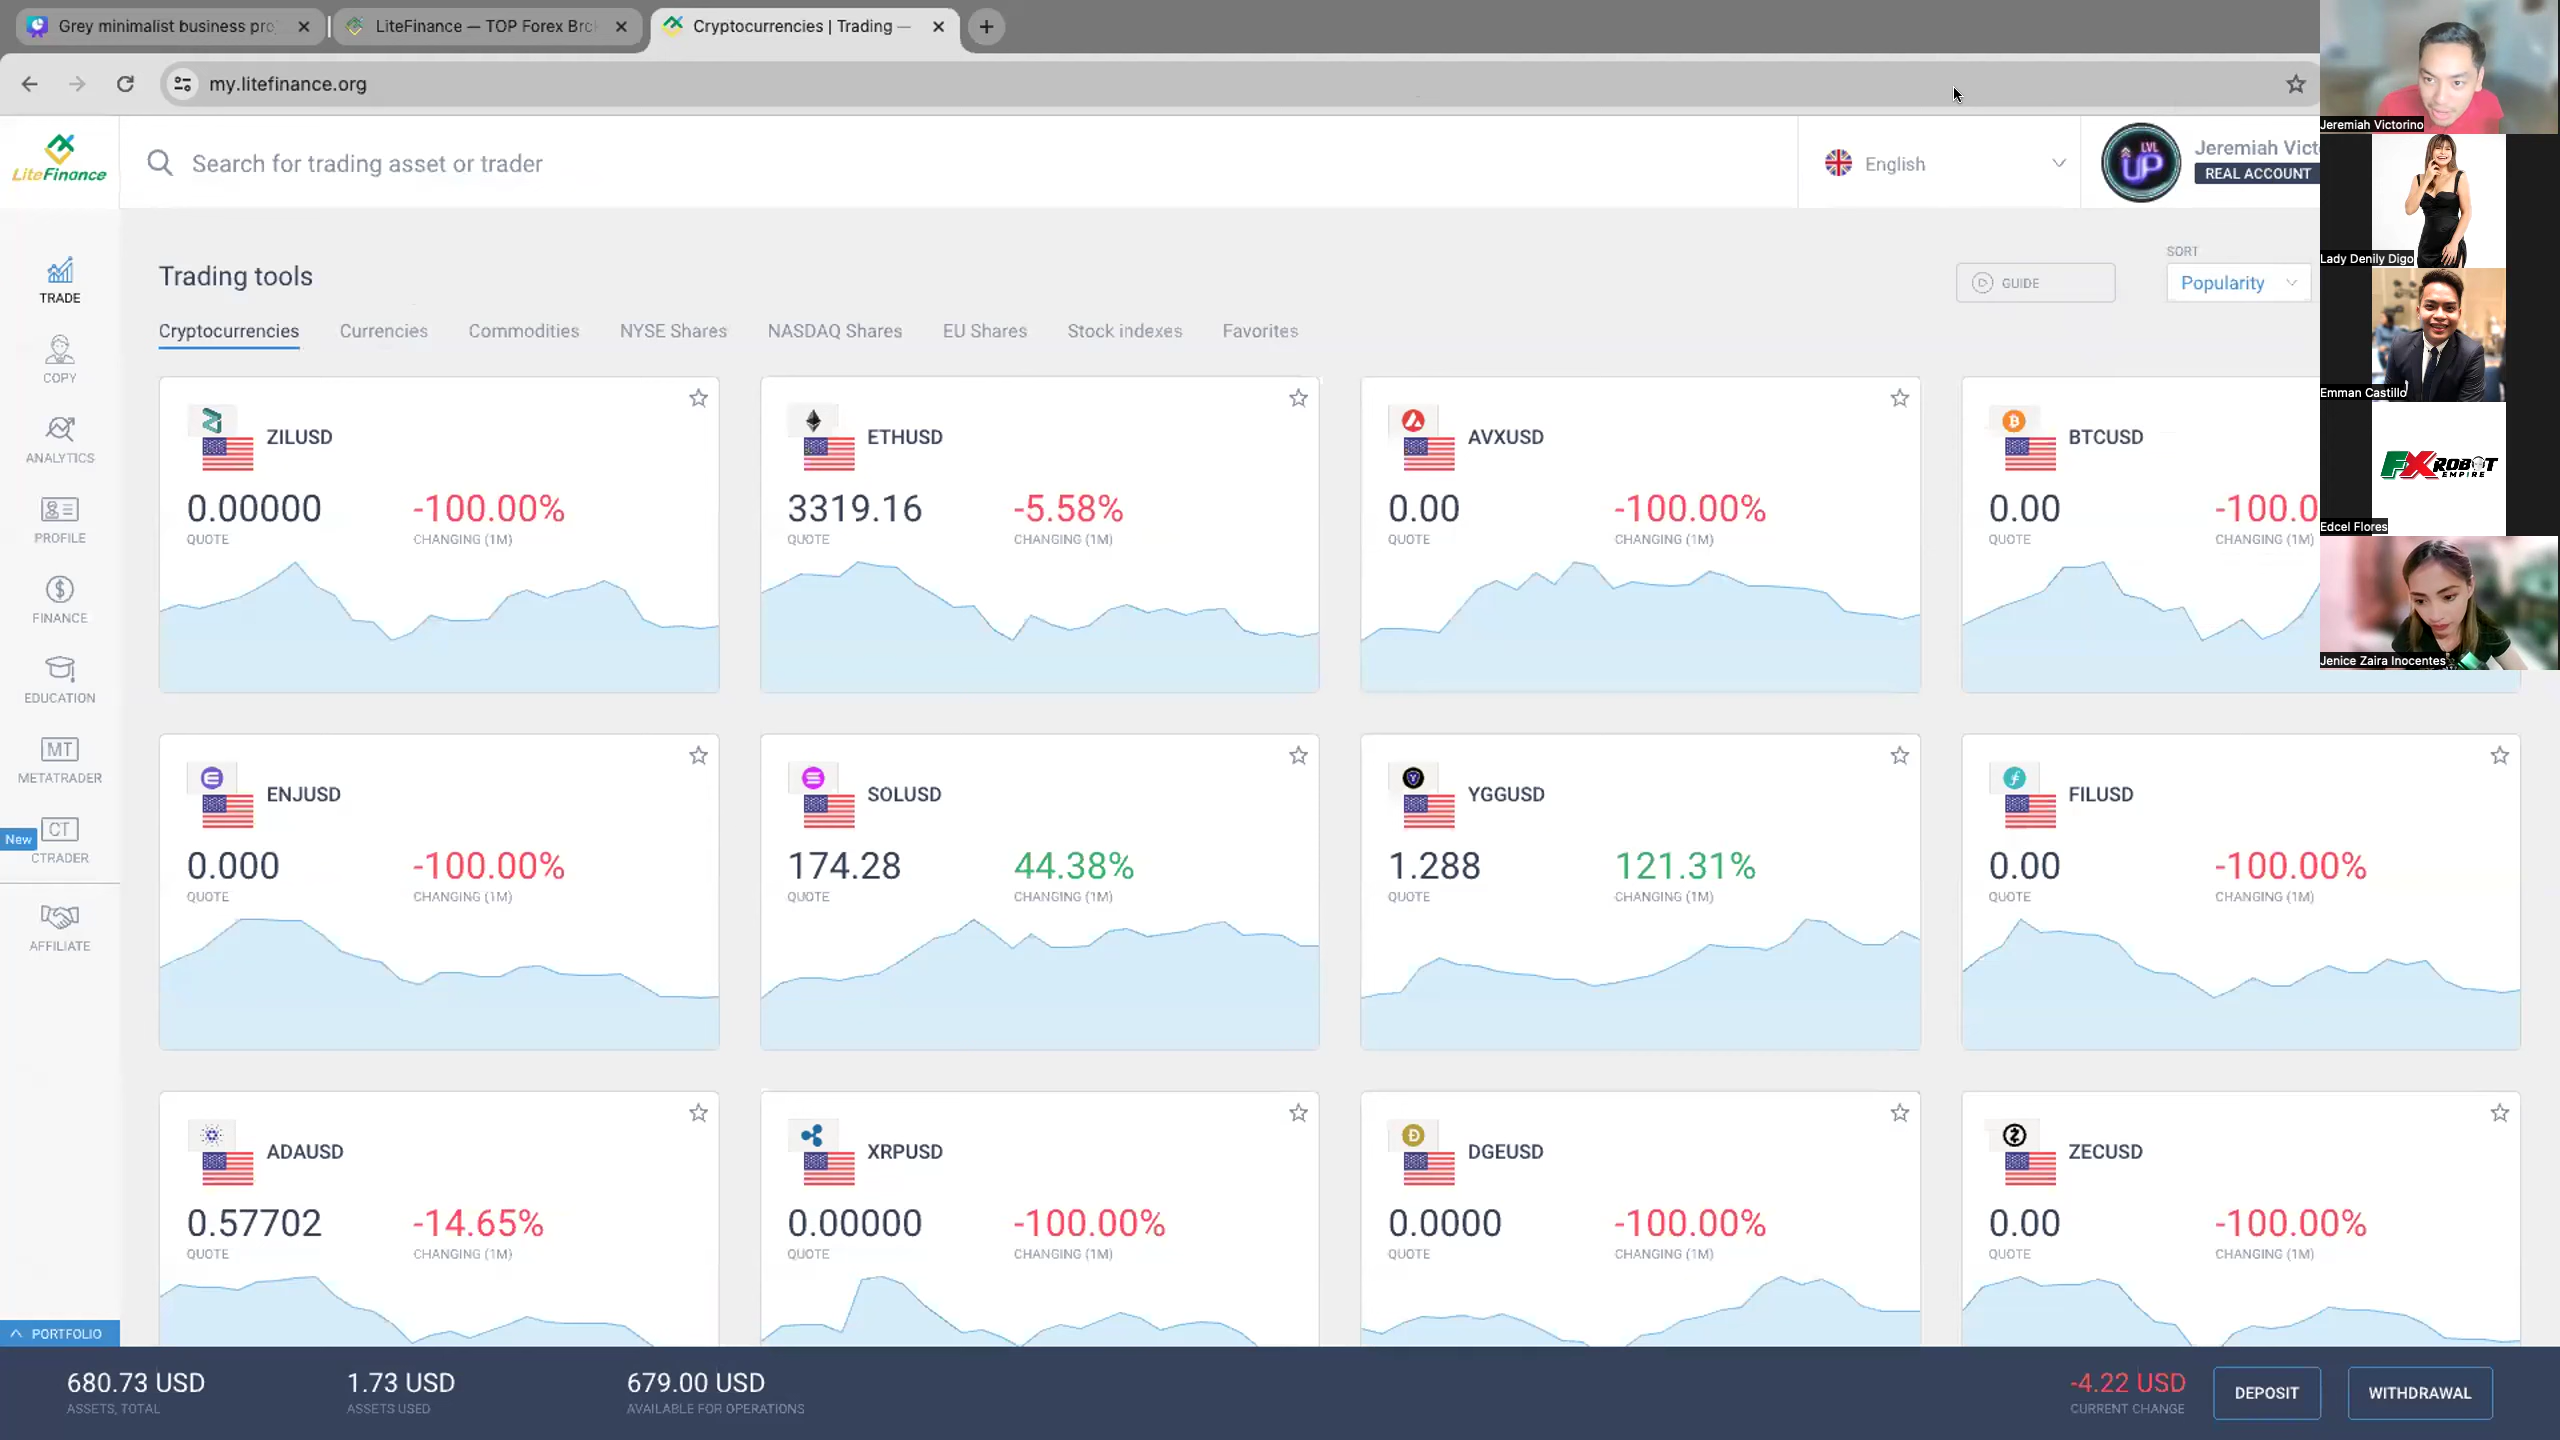 Grey minimalist business pro
LiteFinance — TOP Forex Bro
Cryptocurrencies | Trading —
my.litefinance.org
LiteFinance
Search for trading asset or trader
English
LVL
UP
Jeremiah Vict
REAL ACCOUNT
Jeremiah Victorino
Lady Denily Digo
Emman Castillo
FX ROBOT
EMPIRE
Edcel Flores
Jenice Zaira Inocentes
TRADE
COPY
ANALYTICS
PROFILE
FINANCE
EDUCATION
MT
METATRADER
New
CT
CTRADER
AFFILIATE
PORTFOLIO
Trading tools
GUIDE
SORT
Popularity
Cryptocurrencies Currencies Commodities NYSE Shares NASDAQ Shares EU Shares Stock indexes Favorites
ZILUSD
0.00000 -100.00%
QUOTE CHANGING (1M)
ETHUSD
3319.16 -5.58%
QUOTE CHANGING (1M)
AVXUSD
0.00 -100.00%
QUOTE CHANGING (1M)
BTCUSD
0.00 -100.0
QUOTE CHANGING (1M)
ENJUSD
0.000 -100.00%
QUOTE CHANGING (1M)
SOLUSD
174.28 44.38%
QUOTE CHANGING (1M)
YGGUSD
1.288 121.31%
QUOTE CHANGING (1M)
FILUSD
0.00 -100.00%
QUOTE CHANGING (1M)
ADAUSD
0.57702 -14.65%
QUOTE CHANGING (1M)
XRPUSD
0.00000 -100.00%
QUOTE CHANGING (1M)
DGEUSD
0.0000 -100.00%
QUOTE CHANGING (1M)
ZECUSD
0.00 -100.00%
QUOTE CHANGING (1M)
680.73 USD
ASSETS, TOTAL
1.73 USD
ASSETS USED
679.00 USD
AVAILABLE FOR OPERATIONS
-4.22 USD
CURRENT CHANGE
DEPOSIT
WITHDRAWAL